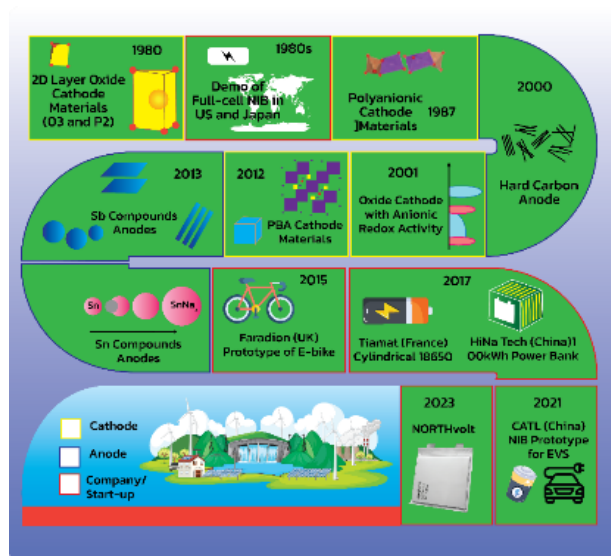 1980
2D Layer Oxide
Cathode
Materials
(O3 and P2)
1980s
Demo of
Full-cell NIB in
US and Japan
Polyanionic
Cathode 1987
]Materials
2000
Hard Carbon
Anode
2013
Sb Compounds
Anodes
2012
PBA Cathode
Materials
2001
Oxide Cathode
with Anionic
Redox Activity
Sn
SnNa
Sn Compounds
Anodes
2015
Faradion (UK)
Prototype of E-bike
2017
Tiamat (France)
Cylindrical 18650
HiNa Tech (China)1
00kWh Power Bank
Cathode
Anode
Company/
Start-up
2023
NORTHvolt
2021
CATL (China)
NIB Prototype
for EVS